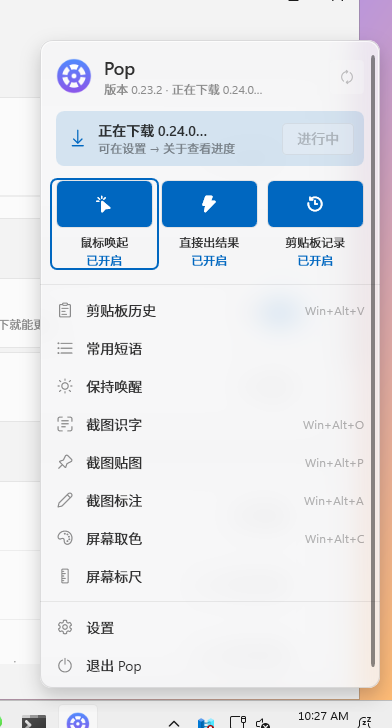 Pop
版本 0.23.2 · 正在下载 0.24.0...
正在下载 0.24.0...
可在设置 → 关于查看进度
进行中
鼠标唤起
已开启
直接出结果
已开启
剪贴板记录
已开启
剪贴板历史
Win+Alt+V
下就能更
常用短语
保持唤醒
截图识字
Win+Alt+O
截图贴图
Win+Alt+P
截图标注
Win+Alt+A
屏幕取色
Win+Alt+C
屏幕标尺
设置
退出 Pop
10:27 AM